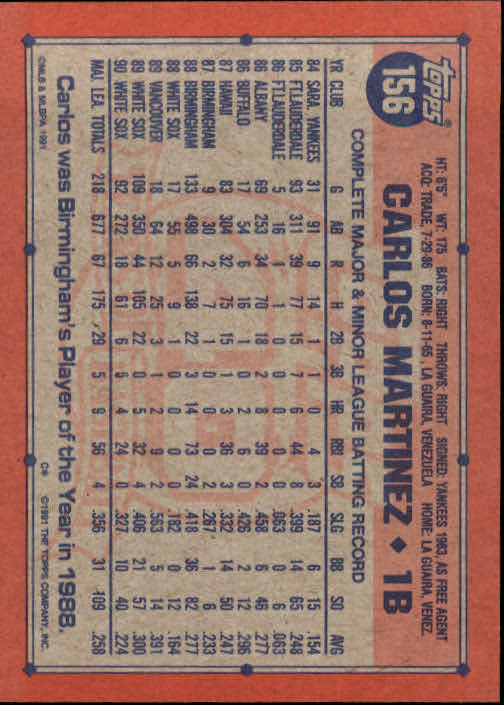 TOPPS®
156
HT: 6'5" WT: 175 BATS: RIGHT THROWS: RIGHT SIGNED: YANKEES 1983, AS FREE AGENT
ACQ: TRADE, 7-29-86 BORN: 8-11-65, LA GUAIRA, VENEZUELA HOME: LA GUAIRA, VENEZ.
CARLOS MARTINEZ ♦ 1B
COMPLETE MAJOR & MINOR LEAGUE BATTING RECORD
YR CLUB G AB R H 2B 3B HR RBI SB SLG BB SO AVG
84 SARA. YANKEES 31 91 9 14 1 1 0 4 3 .187 6 15 .154
85 FT.LAUDERDALE 93 311 39 77 15 7 6 44 8 .399 14 65 .248
86 FT.LAUDERDALE 5 16 1 1 0 0 0 0 0 .063 0 6 .063
86 ALBANY 69 253 34 70 18 2 8 39 2 .458 6 46 .277
86 BUFFALO 17 54 6 16 1 0 2 6 0 .426 2 12 .296
87 HAWAII 83 304 32 75 15 1 3 36 3 .332 14 50 .247
87 BIRMINGHAM 9 30 2 7 1 0 0 0 2 .267 1 6 .233
88 BIRMINGHAM 133 498 66 138 22 3 14 73 24 .418 36 82 .277
88 WHITE SOX 17 55 5 9 1 0 0 0 0 .182 0 12 .164
89 VANCOUVER 18 64 12 25 3 1 2 9 2 .563 5 14 .391
89 WHITE SOX 109 350 44 105 22 0 5 32 4 .406 21 57 .300
90 WHITE SOX 92 272 18 61 6 5 4 24 0 .327 10 40 .224
MAJ. LEA. TOTALS 218 677 67 175 29 5 9 56 4 .356 31 109 .258
Carlos was Birmingham's Player of the Year in 1988.
©MLB & MLBPA 1991
C* ©1991 THE TOPPS COMPANY, INC.